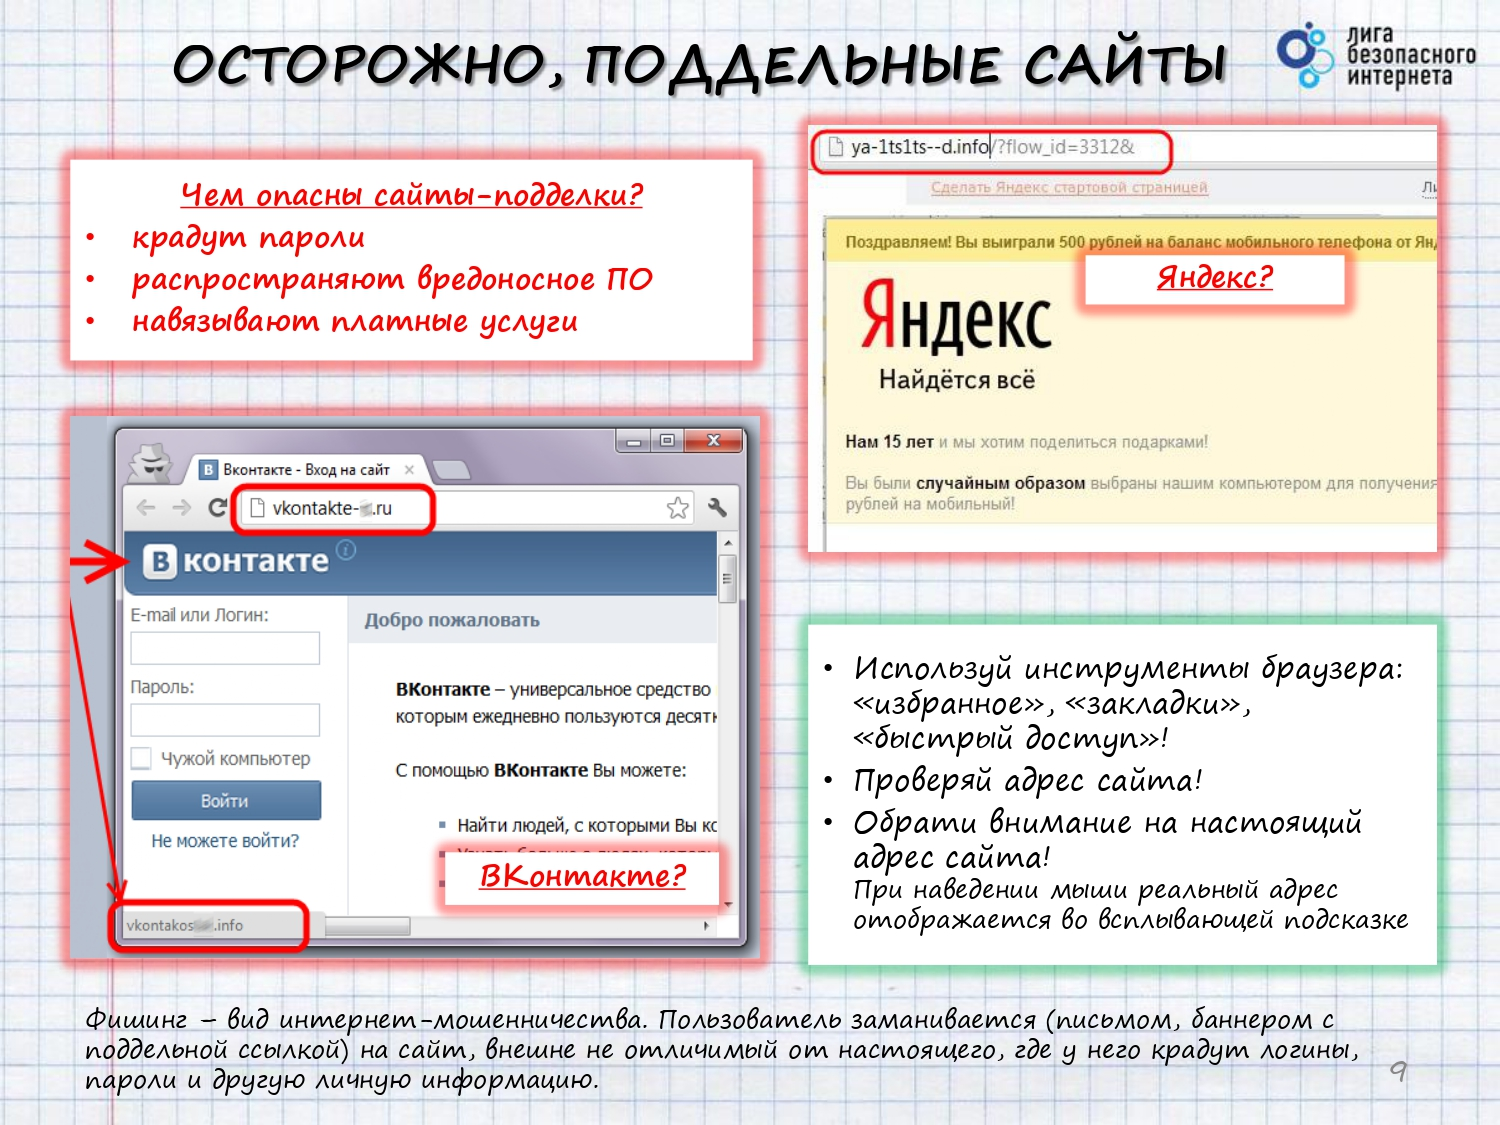 ОСТОРОЖНО, ПОДДЕЛЬНЫЕ САЙТЫ
лига
безопасного
интернета
Чем опасны сайты-подделки?
• крадут пароли
• распространяют вредоносное ПО
• навязывают платные услуги
ya-1ts1ts--d.info/?flow_id=3312&
Сделать Яндекс стартовой страницей
Поздравляем! Вы выиграли 500 рублей на баланс мобильного телефона от
Яндекс?
Яндекс
Найдётся всё
Нам 15 лет и мы хотим поделиться подарками!
Вы были случайным образом выбраны нашим компьютером для получения
рублей на мобильный!
Вконтакте - Вход на сайт
vkontakte- .ru
В контакте
E-mail или Логин:
Пароль:
Чужой компьютер
Войти
Не можете войти?
Добро пожаловать
ВКонтакте – универсальное средство
которым ежедневно пользуются десят
С помощью ВКонтакте Вы можете:
Найти людей, с которыми Вы ко
ВКонтакте?
vkontakos .info
• Используй инструменты браузера:
«избранное», «закладки»,
«быстрый доступ»!
• Проверяй адрес сайта!
• Обрати внимание на настоящий
адрес сайта!
При наведении мыши реальный адрес
отображается во всплывающей подсказке
Фишинг – вид интернет-мошенничества. Пользователь заманивается (письмом, баннером с
поддельной ссылкой) на сайт, внешне не отличимый от настоящего, где у него крадут логины,
пароли и другую личную информацию.
9